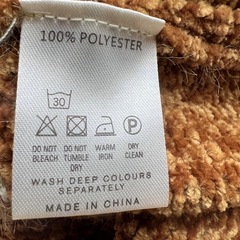 100% POLYESTER
30
P
DO NOT DO NOT WARM DRY
BLEACH TUMBLE IRON CLEAN
DRY
WASH DEEP COLOURS
SEPARATELY
MADE IN CHINA